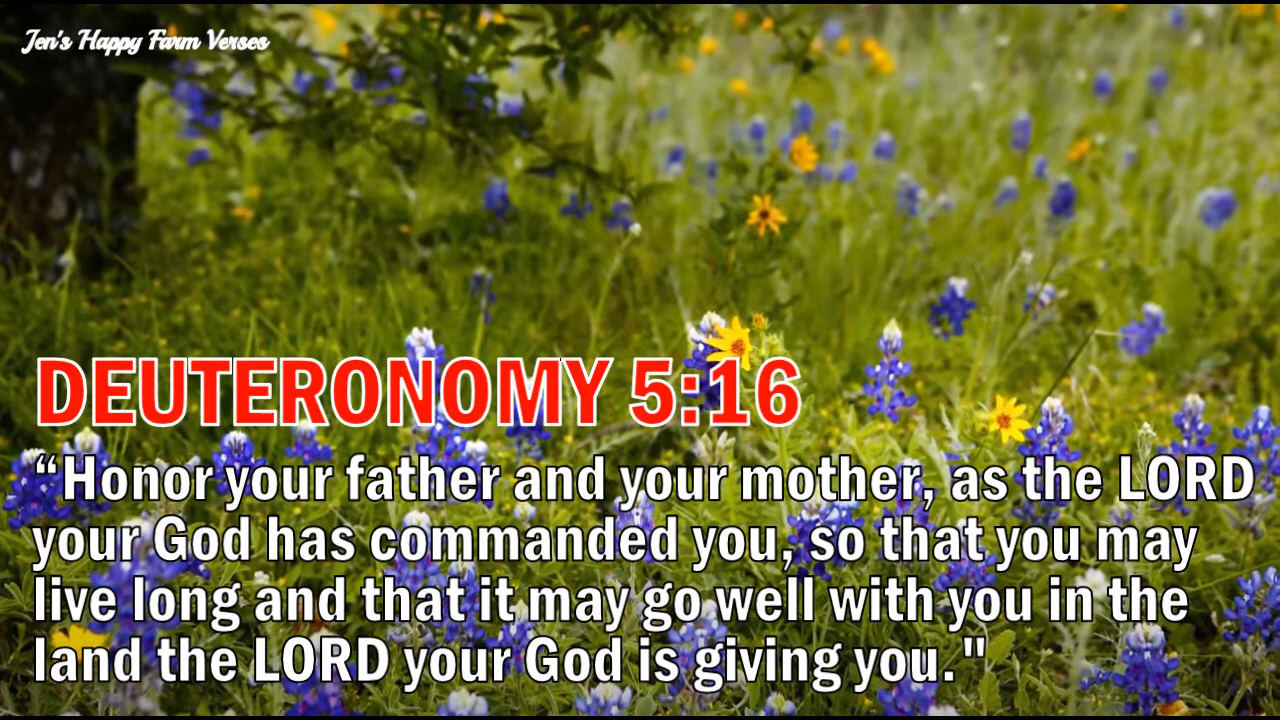 Jen's Happy Farm Verses
DEUTERONOMY 5:16
“Honor your father and your mother, as the LORD
your God has commanded you, so that you may
live long and that it may go well with you in the
land the LORD your God is giving you."